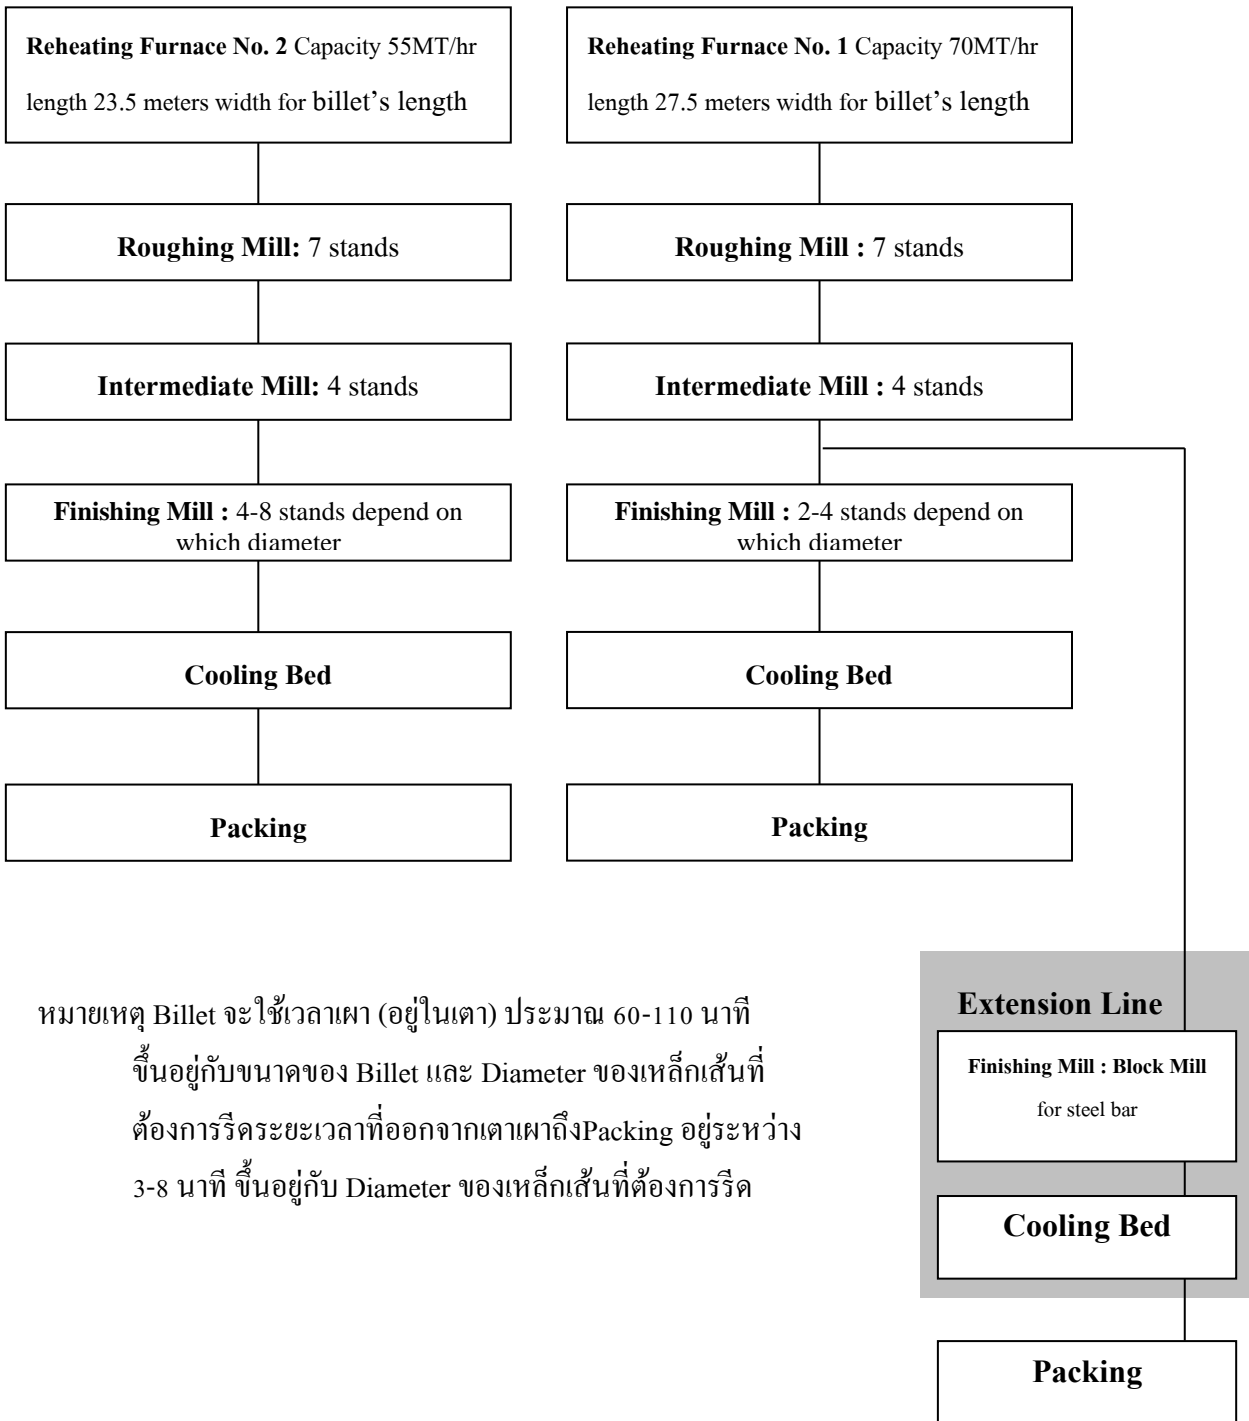 Reheating Furnace No. 2 Capacity 55MT/hr
length 23.5 meters width for billet’s length
Reheating Furnace No. 1 Capacity 70MT/hr
length 27.5 meters width for billet’s length
Roughing Mill: 7 stands
Roughing Mill : 7 stands
Intermediate Mill: 4 stands
Intermediate Mill : 4 stands
Finishing Mill : 4-8 stands depend on
which diameter
Finishing Mill : 2-4 stands depend on
which diameter
Cooling Bed
Cooling Bed
Packing
Packing
หมายเหตุ Billet จะใช้เวลาเผา (อยู่ในเตา) ประมาณ 60-110 นาที
ขึ้นอยู่กับขนาดของ Billet และ Diameter ของเหล็กเส้นที่
ต้องการรีดระยะเวลาที่ออกจากเตาเผาถึงPacking อยู่ระหว่าง
3-8 นาที ขึ้นอยู่กับ Diameter ของเหล็กเส้นที่ต้องการรีด
Extension Line
Finishing Mill : Block Mill
for steel bar
Cooling Bed
Packing